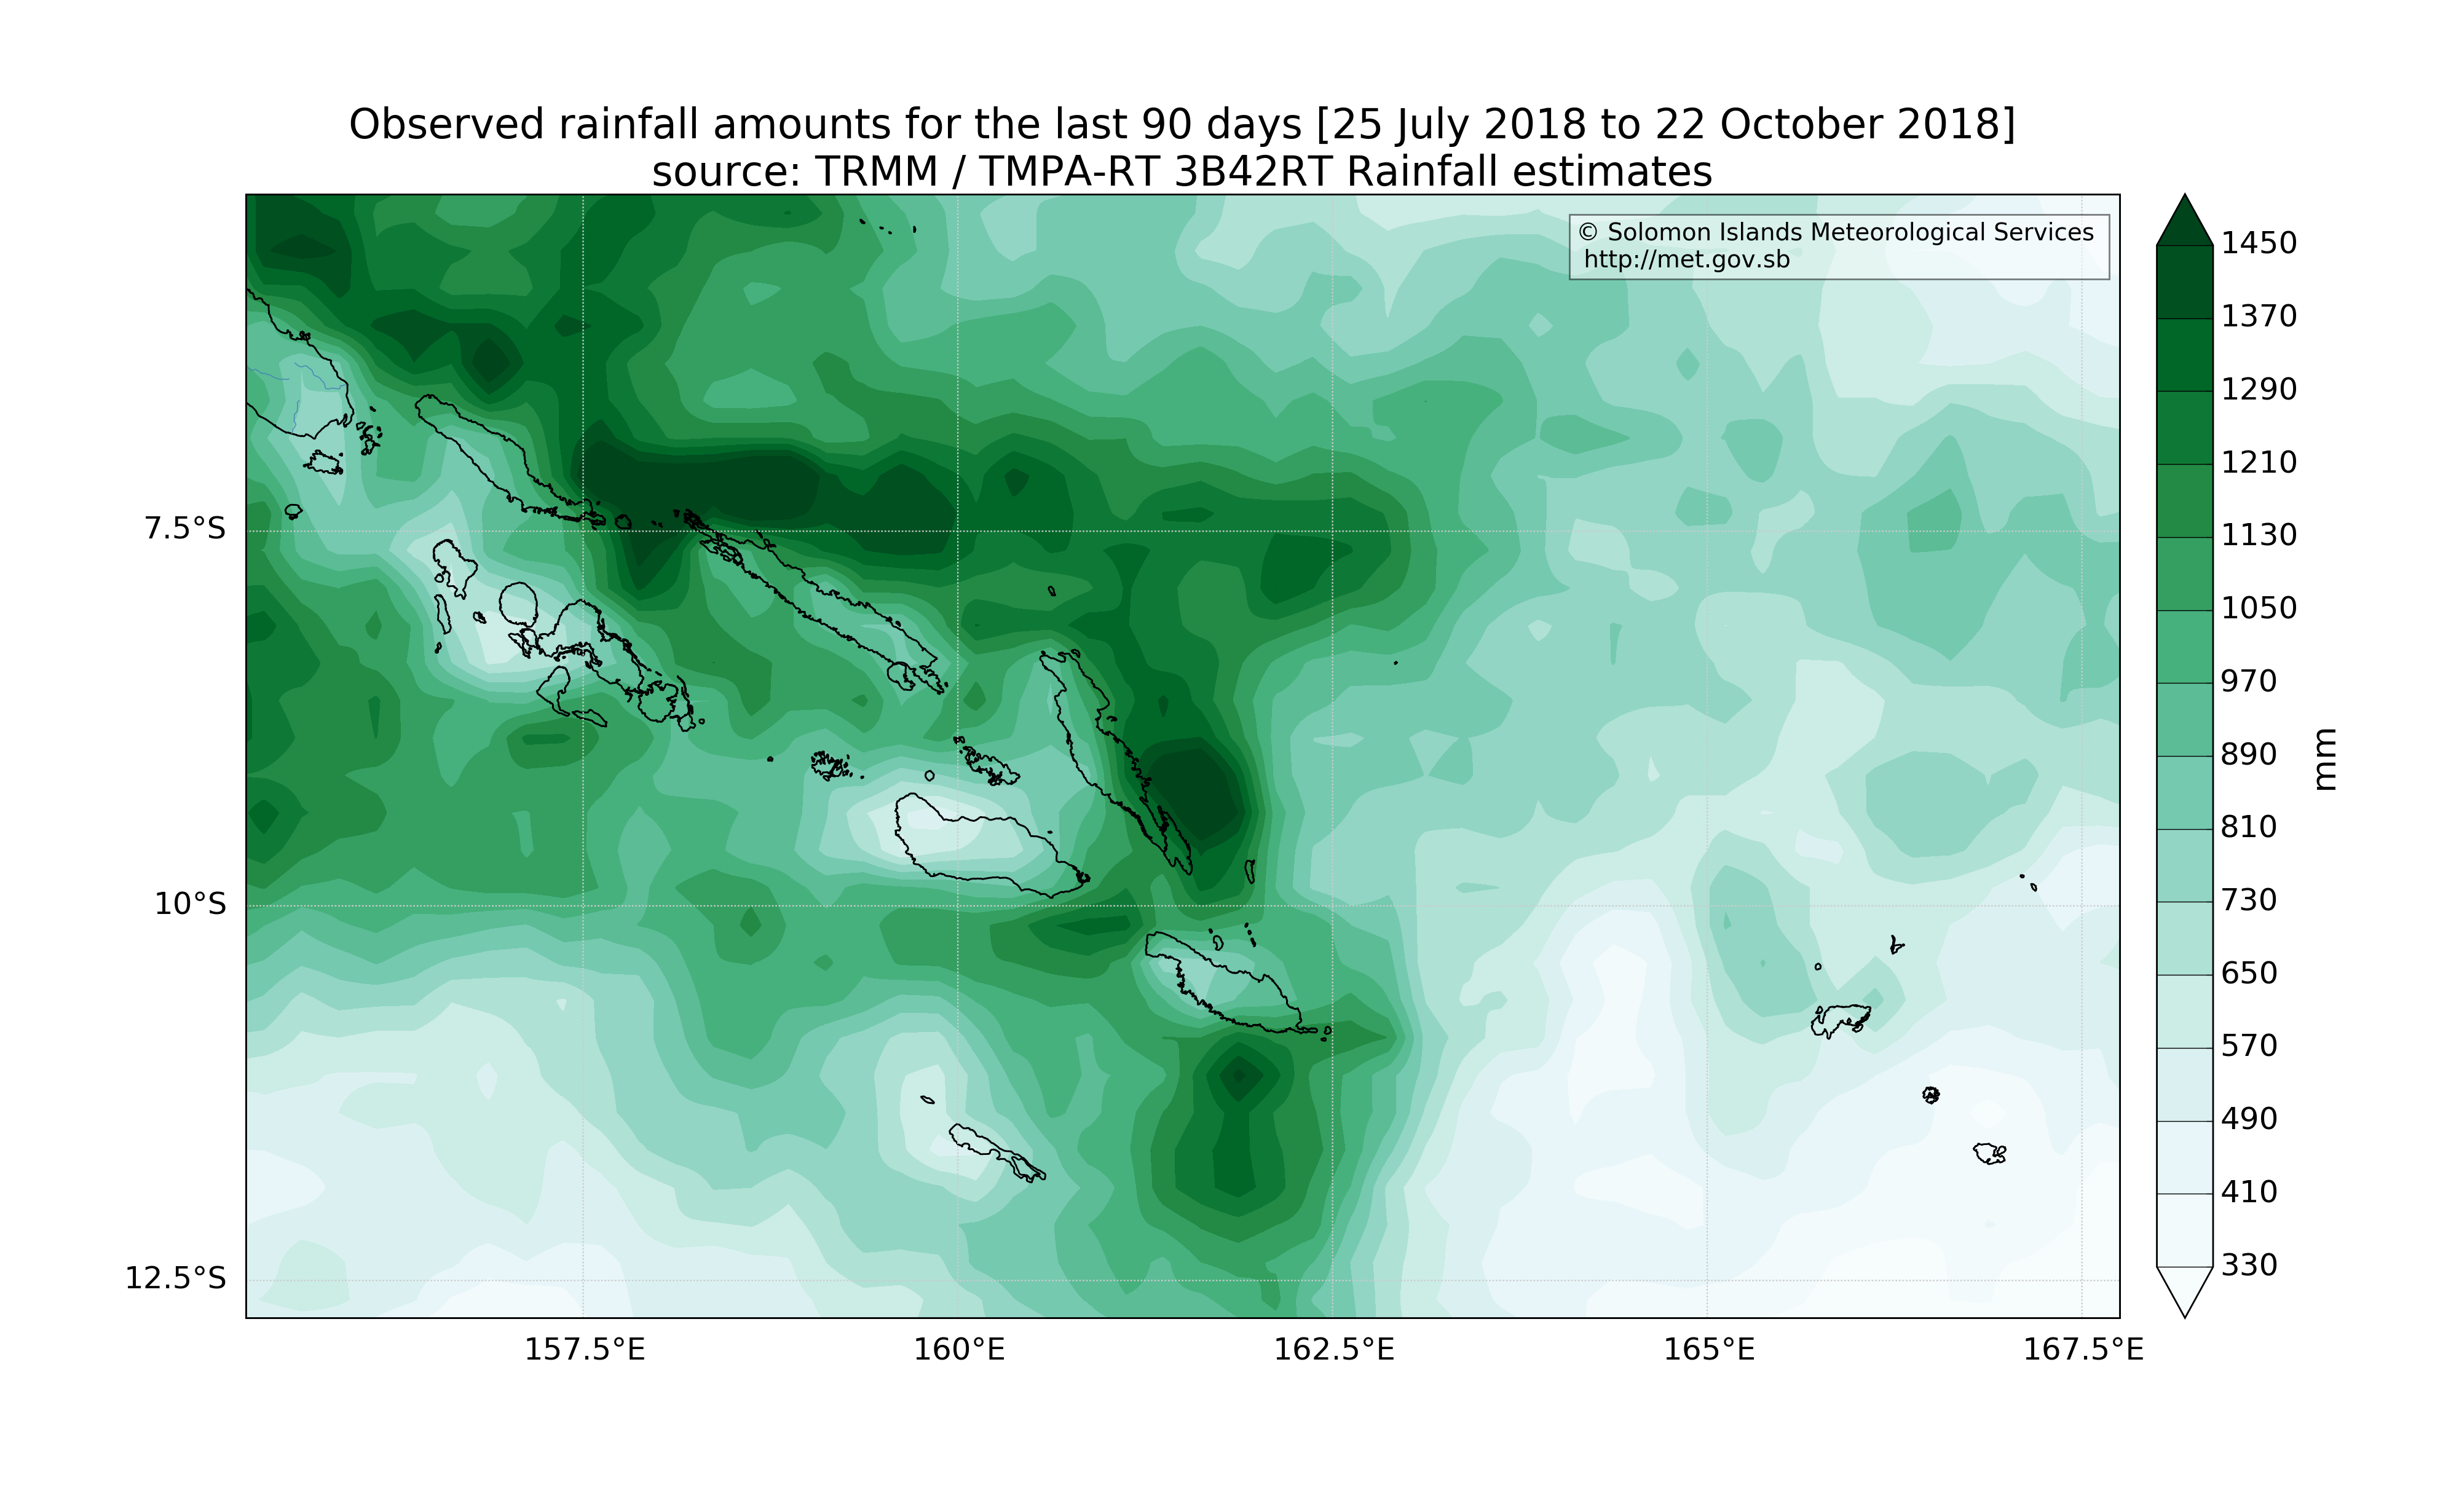 Observed rainfall amounts for the last 90 days [25 July 2018 to 22 October 2018]
source: TRMM / TMPA-RT 3B42RT Rainfall estimates
© Solomon Islands Meteorological Services
http://met.gov.sb
7.5°S
10°S
12.5°S
157.5°E
160°E
162.5°E
165°E
167.5°E
1450
1370
1290
1210
1130
1050
970
890
810
730
650
570
490
410
330
mm